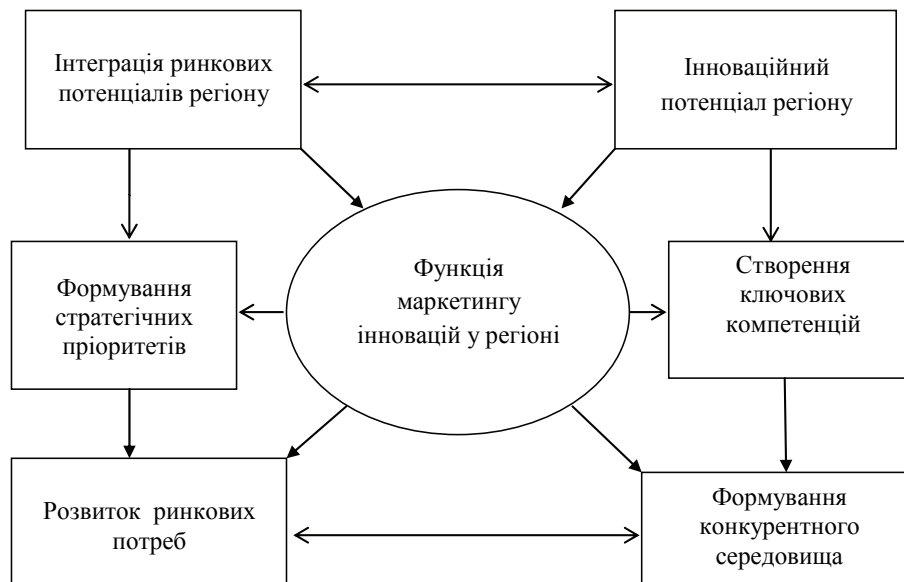 Інтеграція ринкових
потенціалів регіону
Інноваційний
потенціал регіону
Функція
маркетингу
інновацій у регіоні
Формування
стратегічних
пріоритетів
Створення
ключових
компетенцій
Розвиток  ринкових
потреб
Формування
конкурентного
середовища